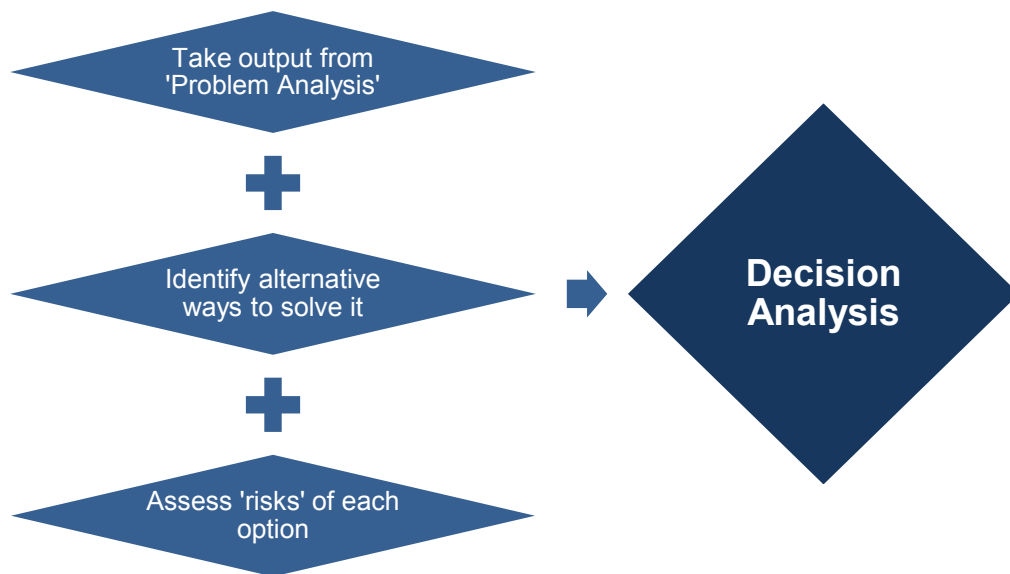 Take output from
'Problem Analysis'
Identify alternative
ways to solve it
Assess 'risks' of each
option
Decision
Analysis